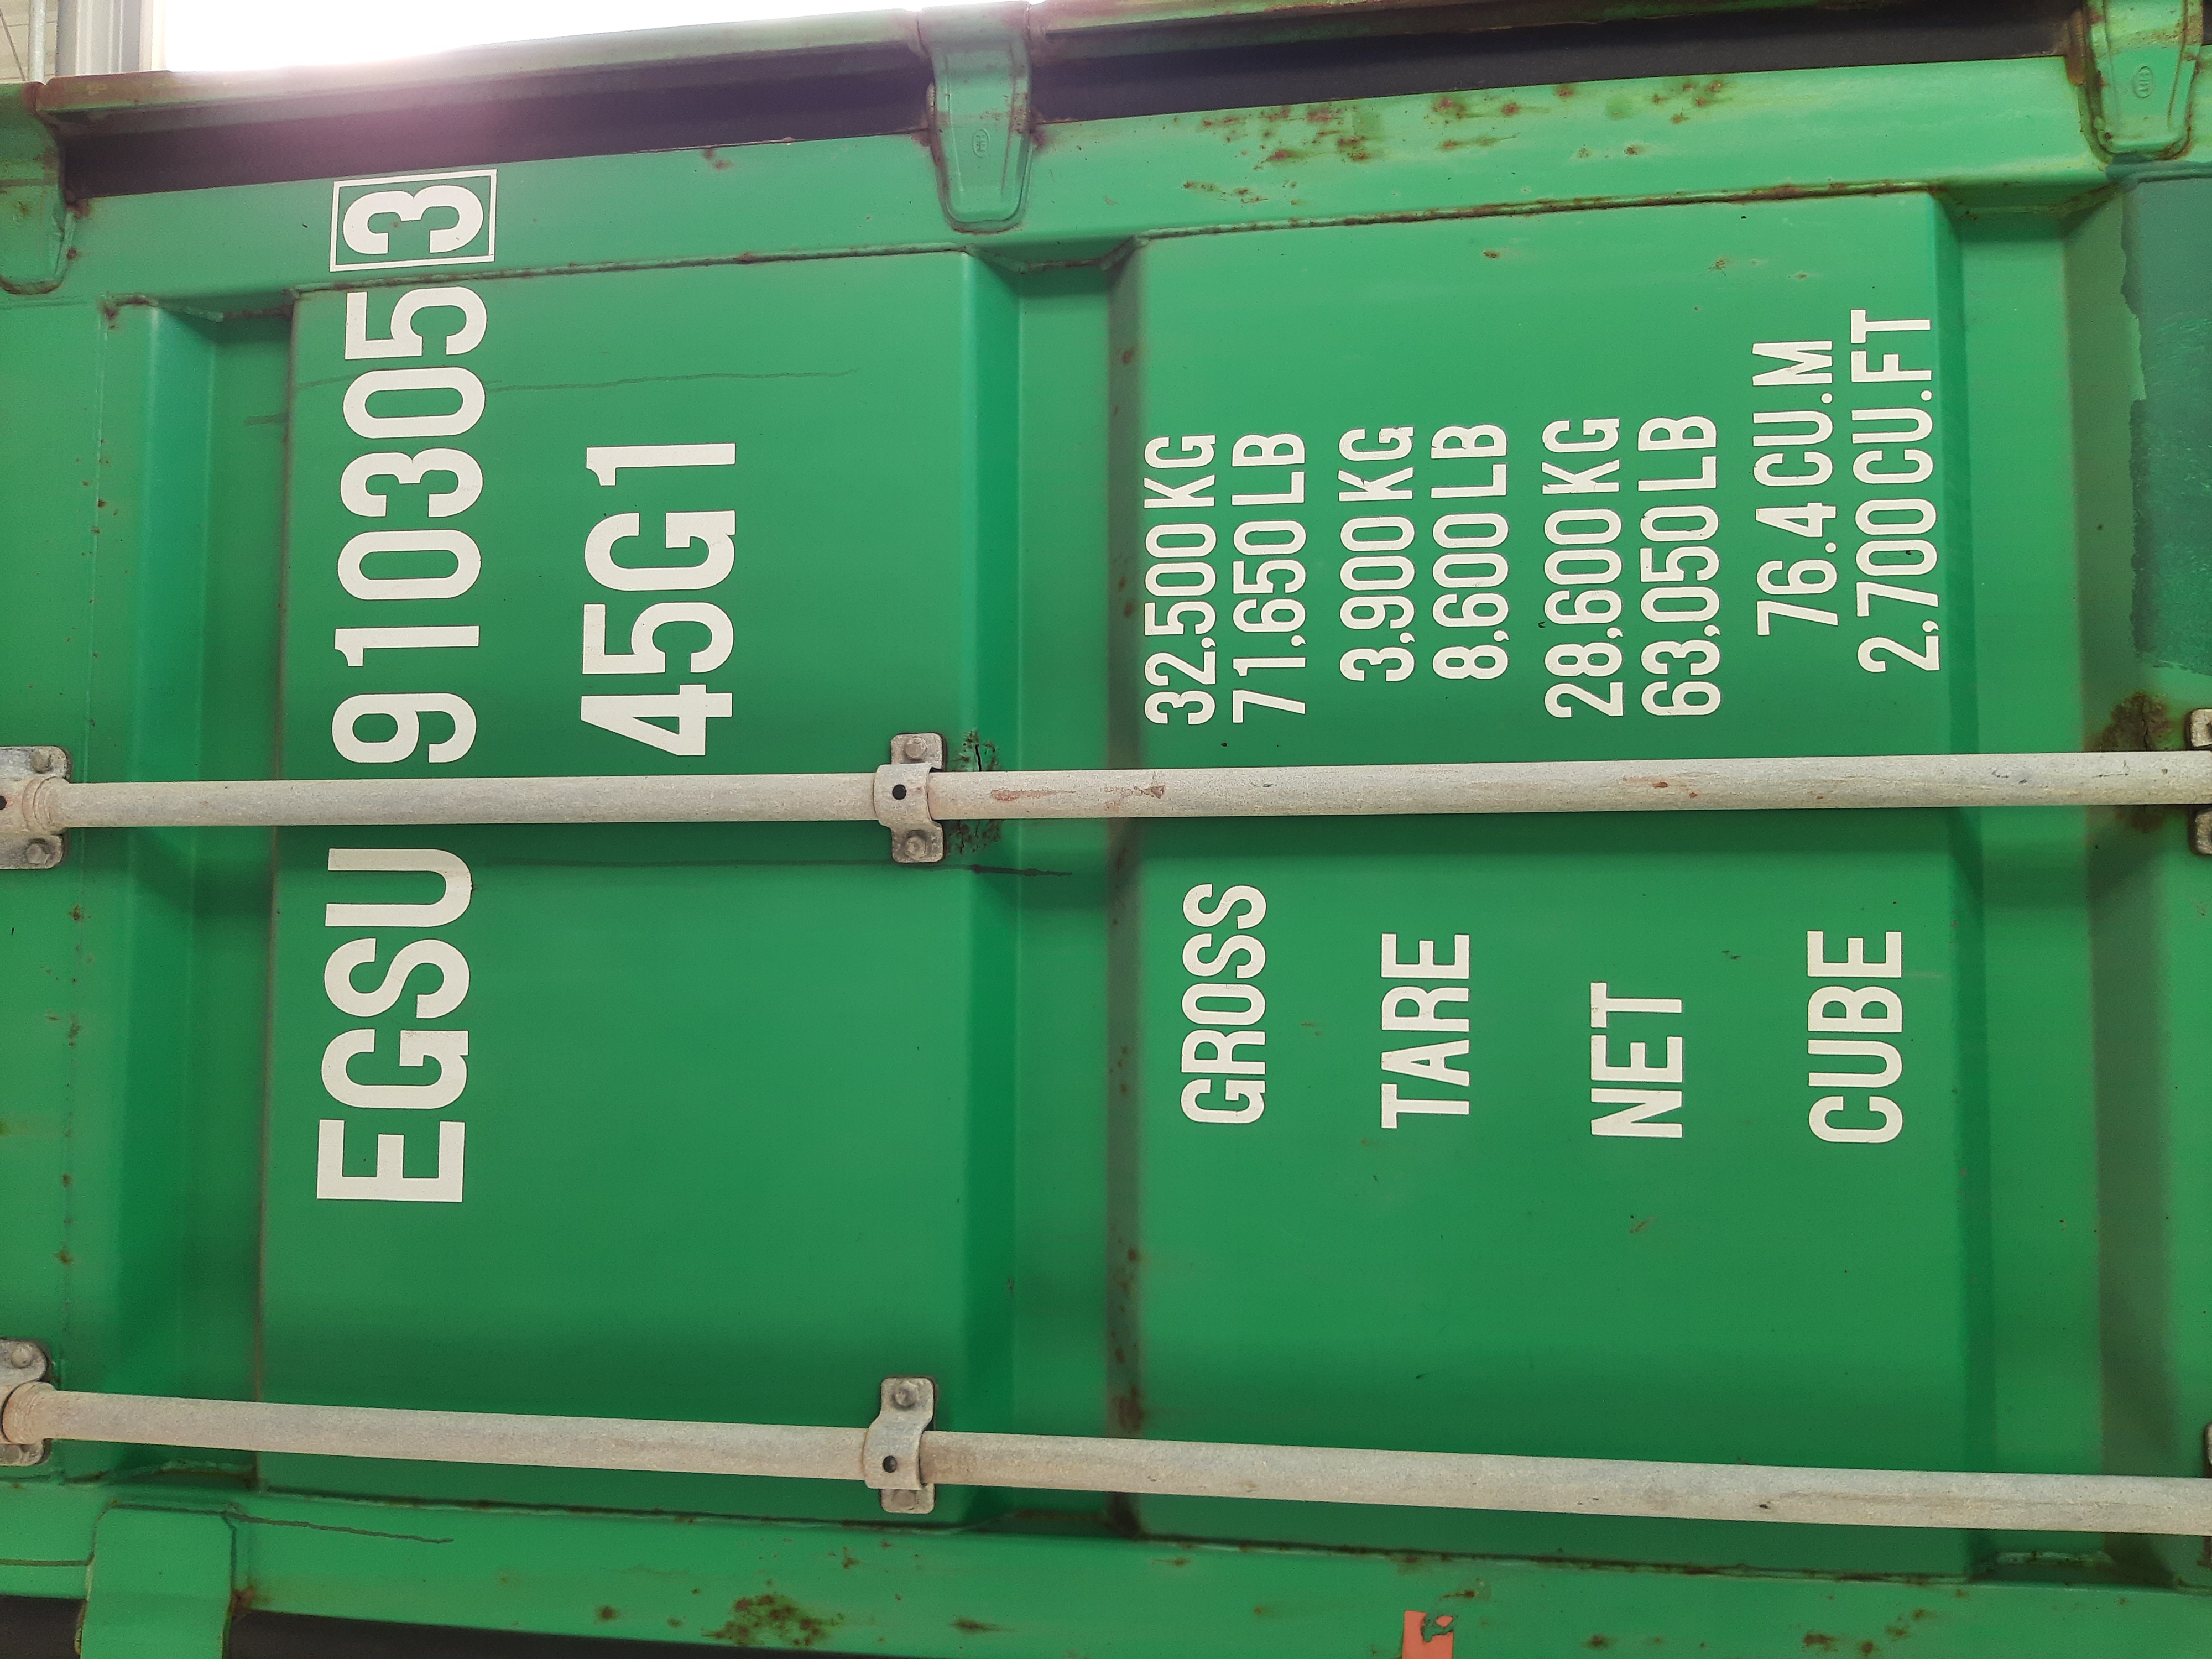 EGSU 910305 3
45G1
GROSS 32,500 KG
71,650 LB
TARE 3,900 KG
8,600 LB
NET 28,600 KG
63,050 LB
CUBE 76.4 CU.M
2,700 CU.FT